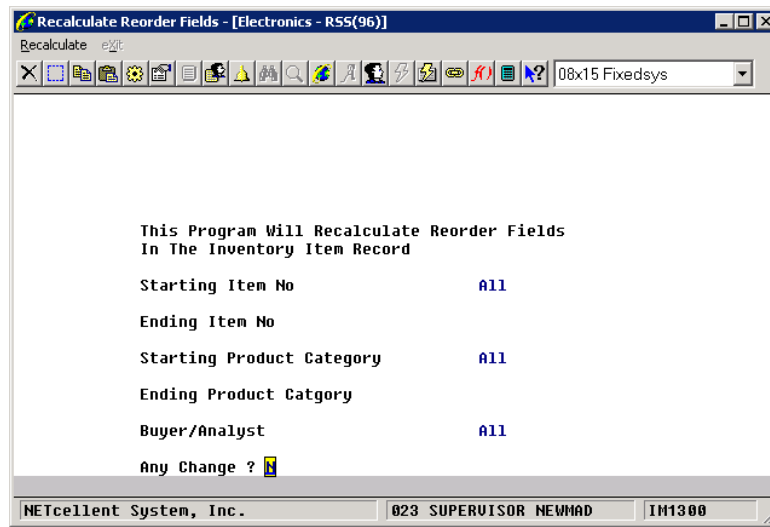 Recalculate Reorder Fields - [Electronics - RSS(96)]
Recalculate eXit
08x15 Fixedsys
This Program Will Recalculate Reorder Fields
In The Inventory Item Record
Starting Item No All
Ending Item No
Starting Product Category All
Ending Product Catgory
Buyer/Analyst All
Any Change ? N
NETcellent System, Inc. 023 SUPERVISOR NEWMAD IM1300